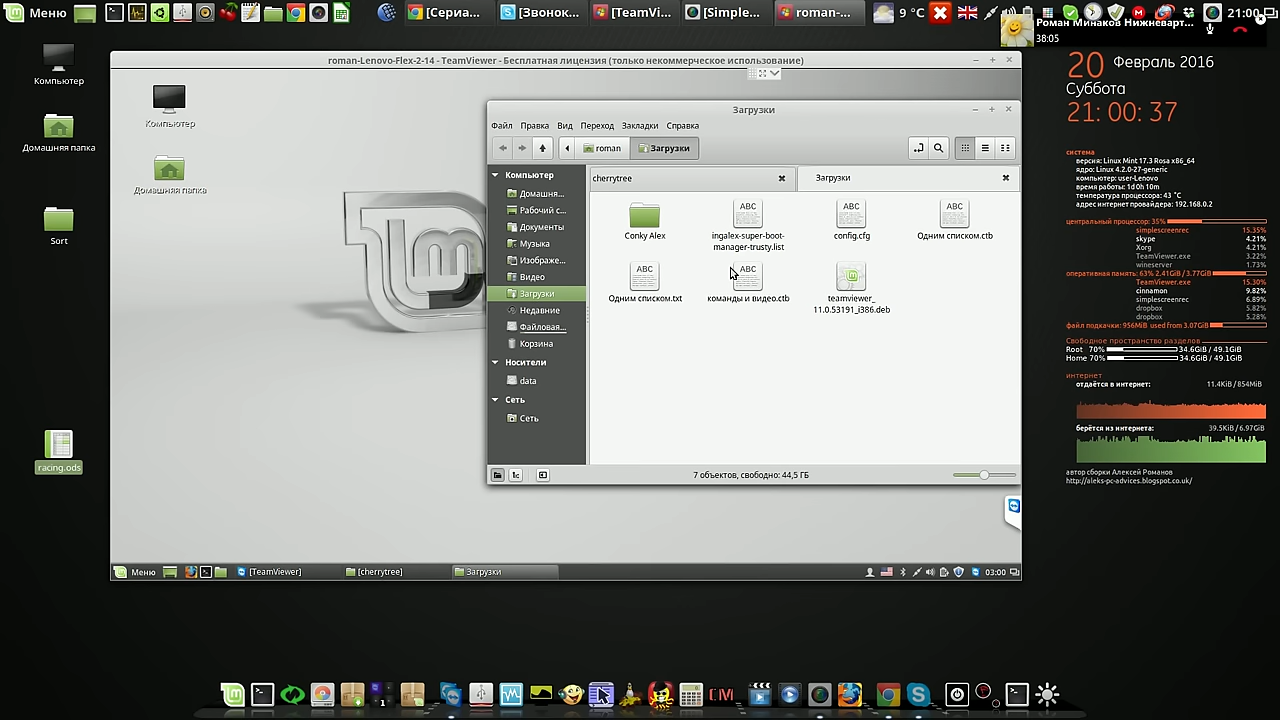 Меню
[Сериа...
[Звонок...
[TeamVi...
[Simple...
roman-...
9 °C
21:00
Роман Минаков Нижневарт...
38:05
Компьютер
Домашняя папка
Sort
racing.ods
roman-Lenovo-Flex-2-14 - TeamViewer - Бесплатная лицензия (только некоммерческое использование)
Компьютер
Домашняя папка
Загрузки
Файл Правка Вид Переход Закладки Справка
roman
Загрузки
Компьютер
Домашня...
Рабочий с...
Документы
Музыка
Изображе...
Видео
Загрузки
Недавние
Файловая...
Корзина
Носители
data
Сеть
Сеть
cherrytree
Загрузки
Conky Alex
ABC
ingalex-super-boot-
manager-trusty.list
ABC
config.cfg
ABC
Одним списком.ctb
ABC
Одним списком.txt
ABC
команды и видео.ctb
teamviewer_
11.0.53191_i386.deb
7 объектов, свободно: 44,5 ГБ
Меню
[TeamViewer]
[cherrytree]
Загрузки
03:00
20 Февраль 2016
Суббота
21: 00: 37
система
версия: Linux Mint 17.3 Rosa x86_64
ядро: Linux 4.2.0-27-generic
компьютер: user-Lenovo
время работы: 1d 0h 10m
температура процессора: 43 °C
адрес интернет провайдера: 192.168.0.2
центральный процессор: 35%
simplescreenrec 15.35%
skype 4.21%
Xorg 4.21%
TeamViewer.exe 3.22%
wineserver 1.73%
оперативная память: 63% 2.41GiB / 3.77GiB
TeamViewer.exe 15.30%
cinnamon 9.82%
simplescreenrec 6.89%
dropbox 5.82%
dropbox 5.28%
файл подкачки: 956MiB used from 3.07GiB
Свободное пространство разделов
Root 70% 34.6GiB / 49.1GiB
Home 70% 34.6GiB / 49.1GiB
интернет
отдаётся в интернет: 11.4KiB / 854MiB
берётся из интернета: 39.5KiB / 6.97GiB
автор сборки Алексей Романов
http://aleks-pc-advices.blogspot.co.uk/